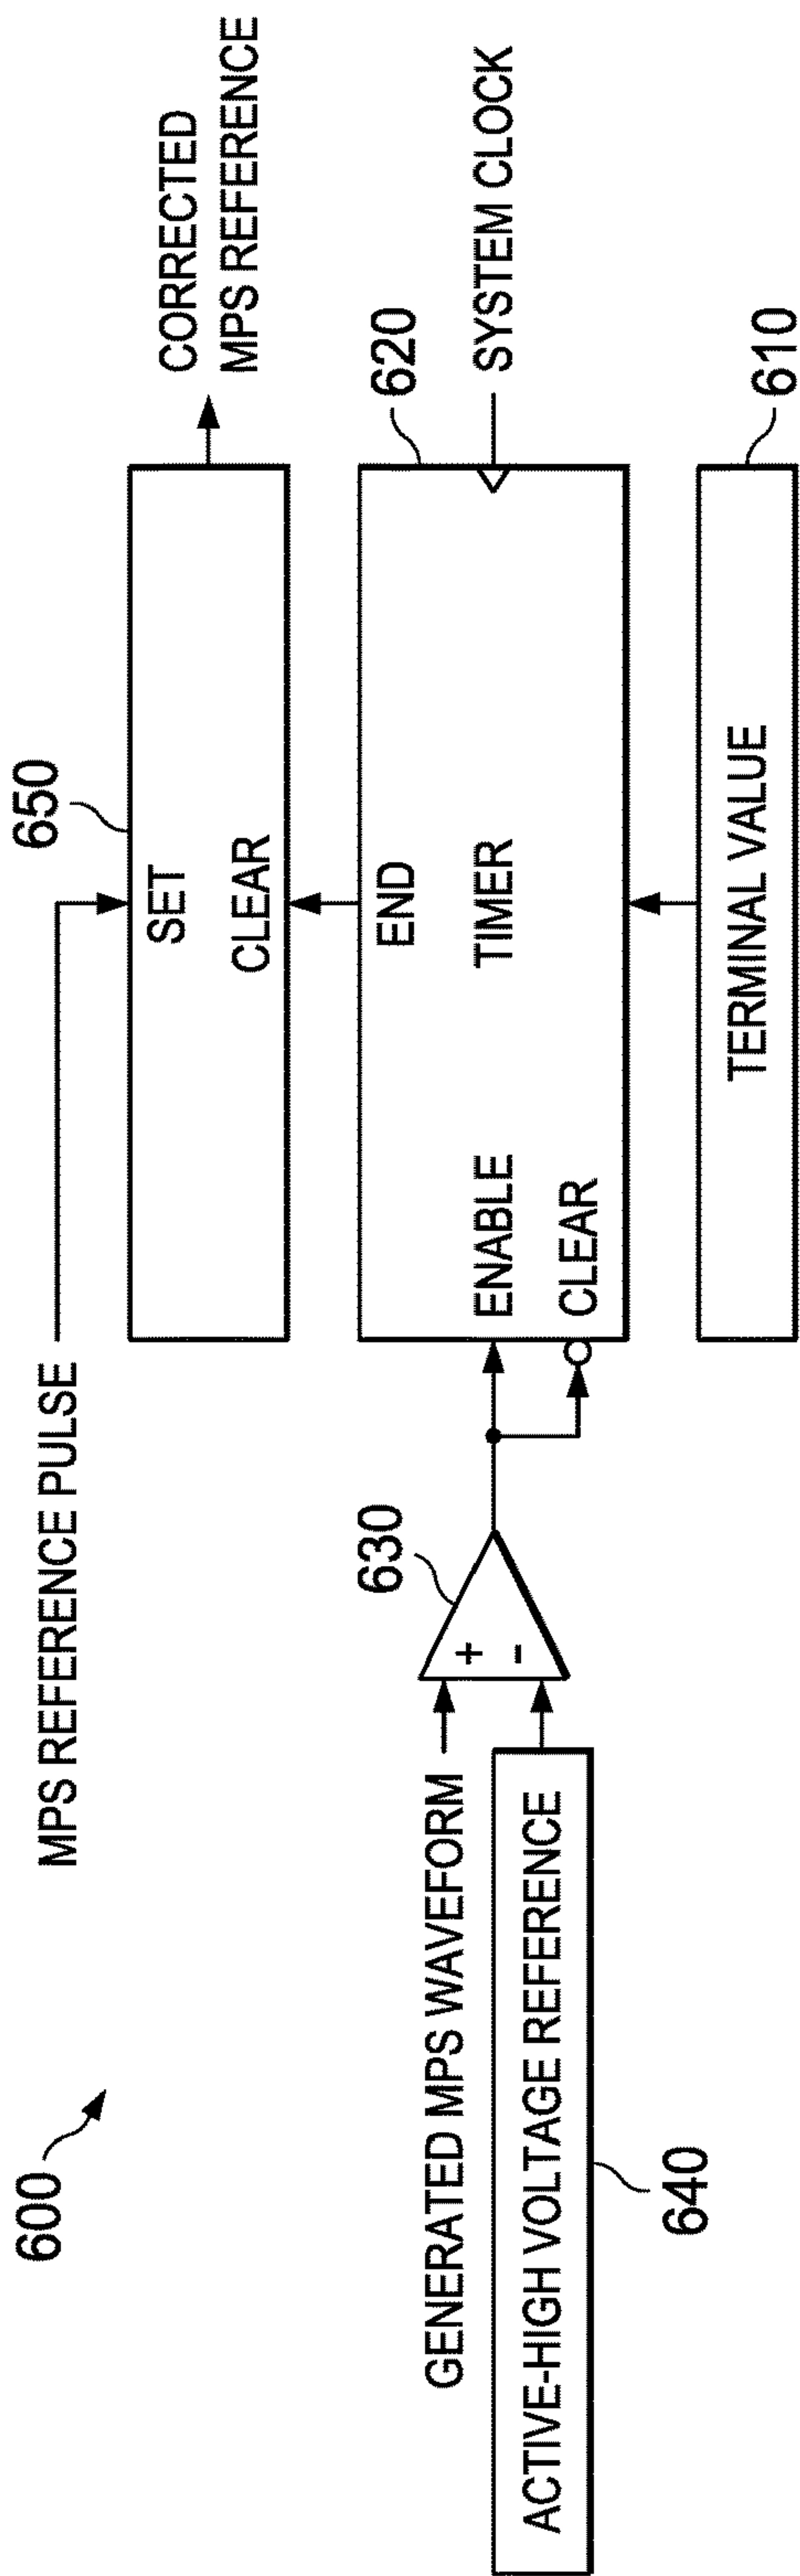 600
MPS REFERENCE PULSE
650
SET
CLEAR
CORRECTED
MPS REFERENCE
GENERATED MPS WAVEFORM
ACTIVE-HIGH VOLTAGE REFERENCE
640
630
+
-
ENABLE
CLEAR
END
TIMER
620
SYSTEM CLOCK
TERMINAL VALUE
610